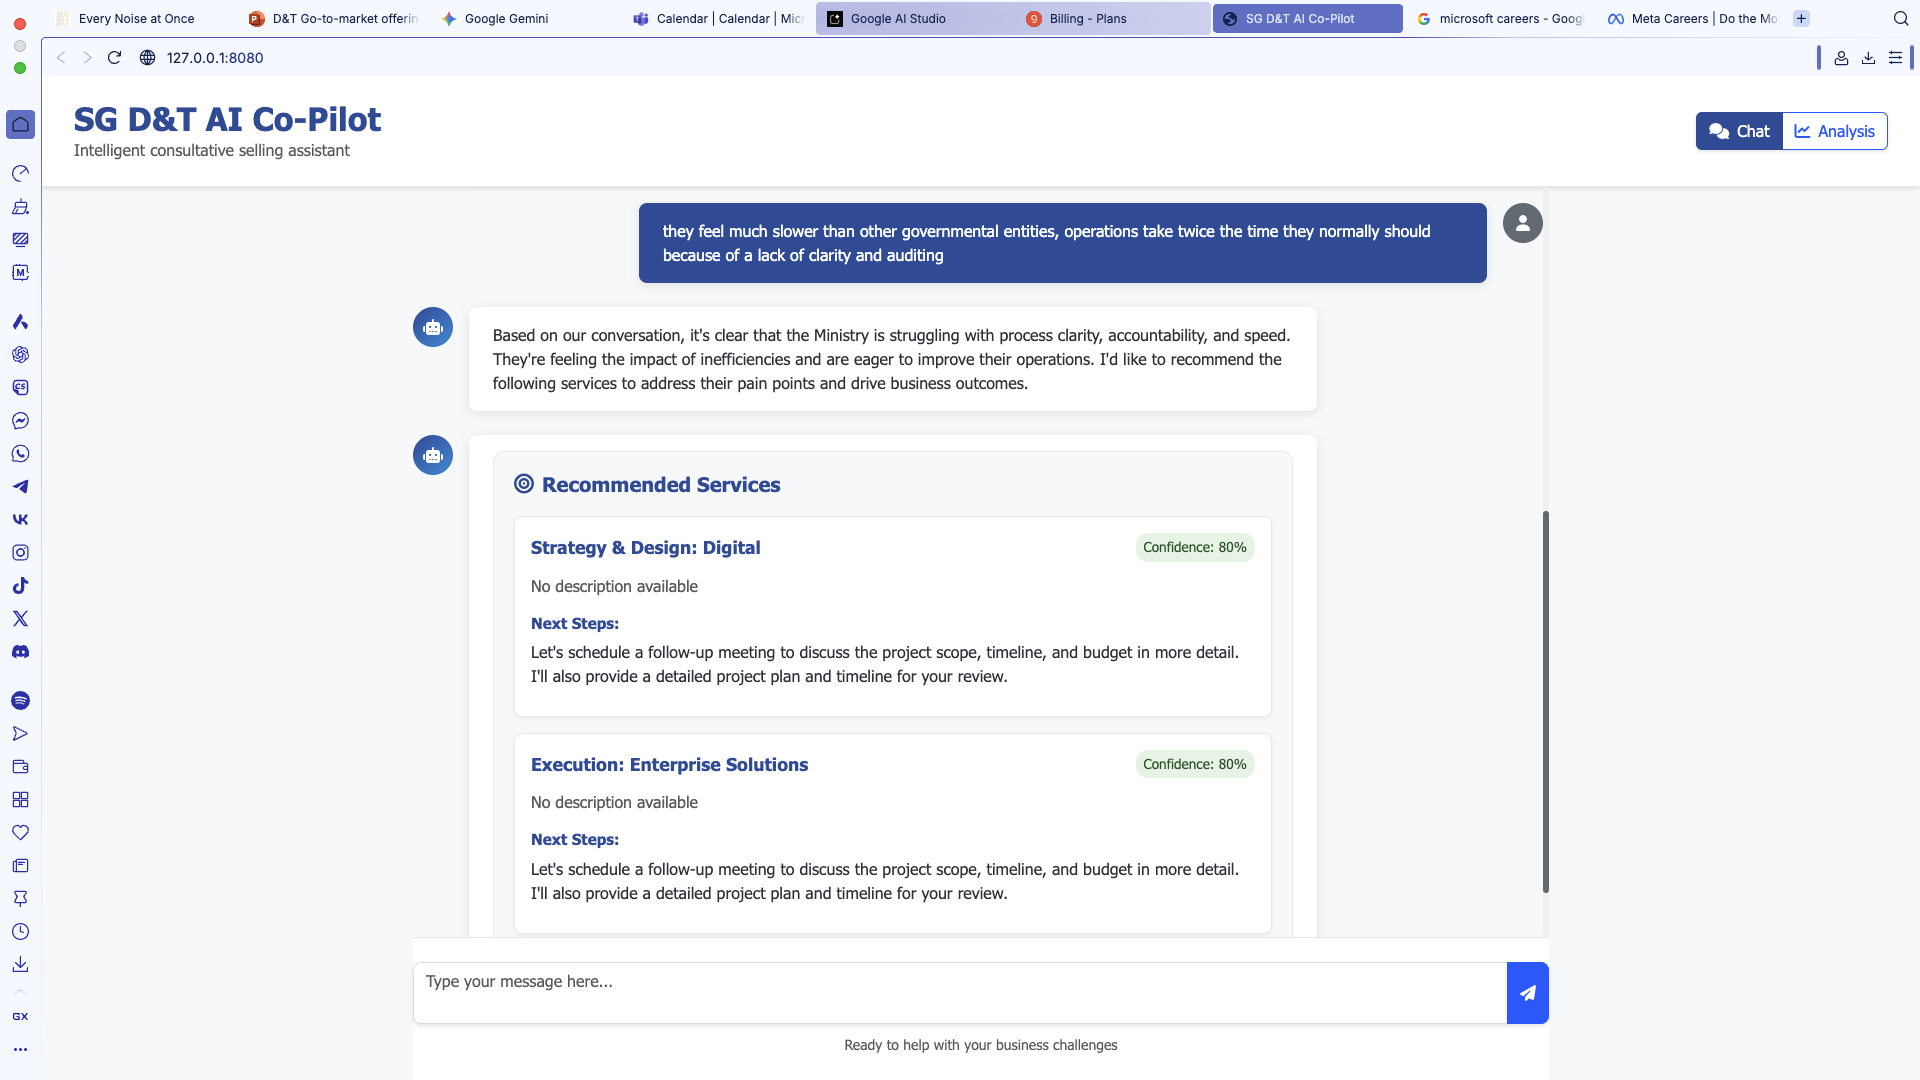 Every Noise at Once
D&T Go-to-market offerin
Google Gemini
Calendar | Calendar | Mic
Google AI Studio
9 Billing - Plans
SG D&T AI Co-Pilot
microsoft careers - Goog
Meta Careers | Do the Mo
127.0.0.1:8080
SG D&T AI Co-Pilot
Intelligent consultative selling assistant
Chat
Analysis
they feel much slower than other governmental entities, operations take twice the time they normally should
because of a lack of clarity and auditing
Based on our conversation, it's clear that the Ministry is struggling with process clarity, accountability, and speed.
They're feeling the impact of inefficiencies and are eager to improve their operations. I'd like to recommend the
following services to address their pain points and drive business outcomes.
Recommended Services
Strategy & Design: Digital
Confidence: 80%
No description available
Next Steps:
Let's schedule a follow-up meeting to discuss the project scope, timeline, and budget in more detail.
I'll also provide a detailed project plan and timeline for your review.
Execution: Enterprise Solutions
Confidence: 80%
No description available
Next Steps:
Let's schedule a follow-up meeting to discuss the project scope, timeline, and budget in more detail.
I'll also provide a detailed project plan and timeline for your review.
Type your message here...
Ready to help with your business challenges
GX